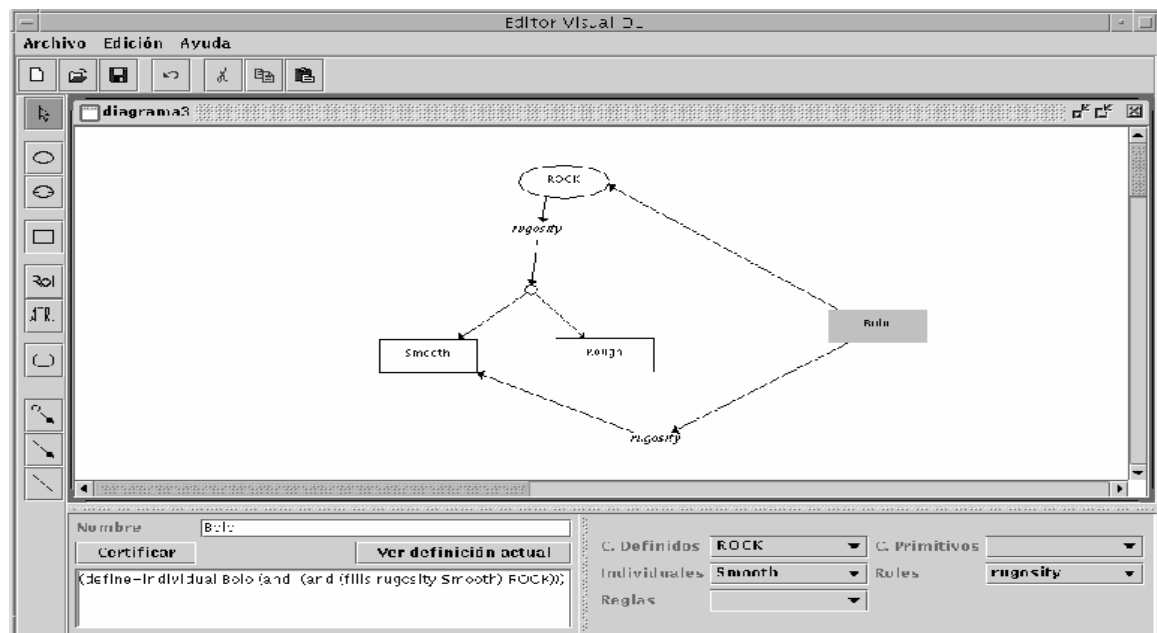 Editor Visual DL
Archivo Edición Ayuda
diagrama3
ROCK
rugosity
Smooth
Rough
Bolo
rugosity
Rol
Nombre
Bolo
Certificar
Ver definición actual
(define-individual Bolo (and (and (fills rugosity Smooth) ROCK)))
C. Definidos ROCK C. Primitivos
Individuales Smooth Roles rugosity
Reglas